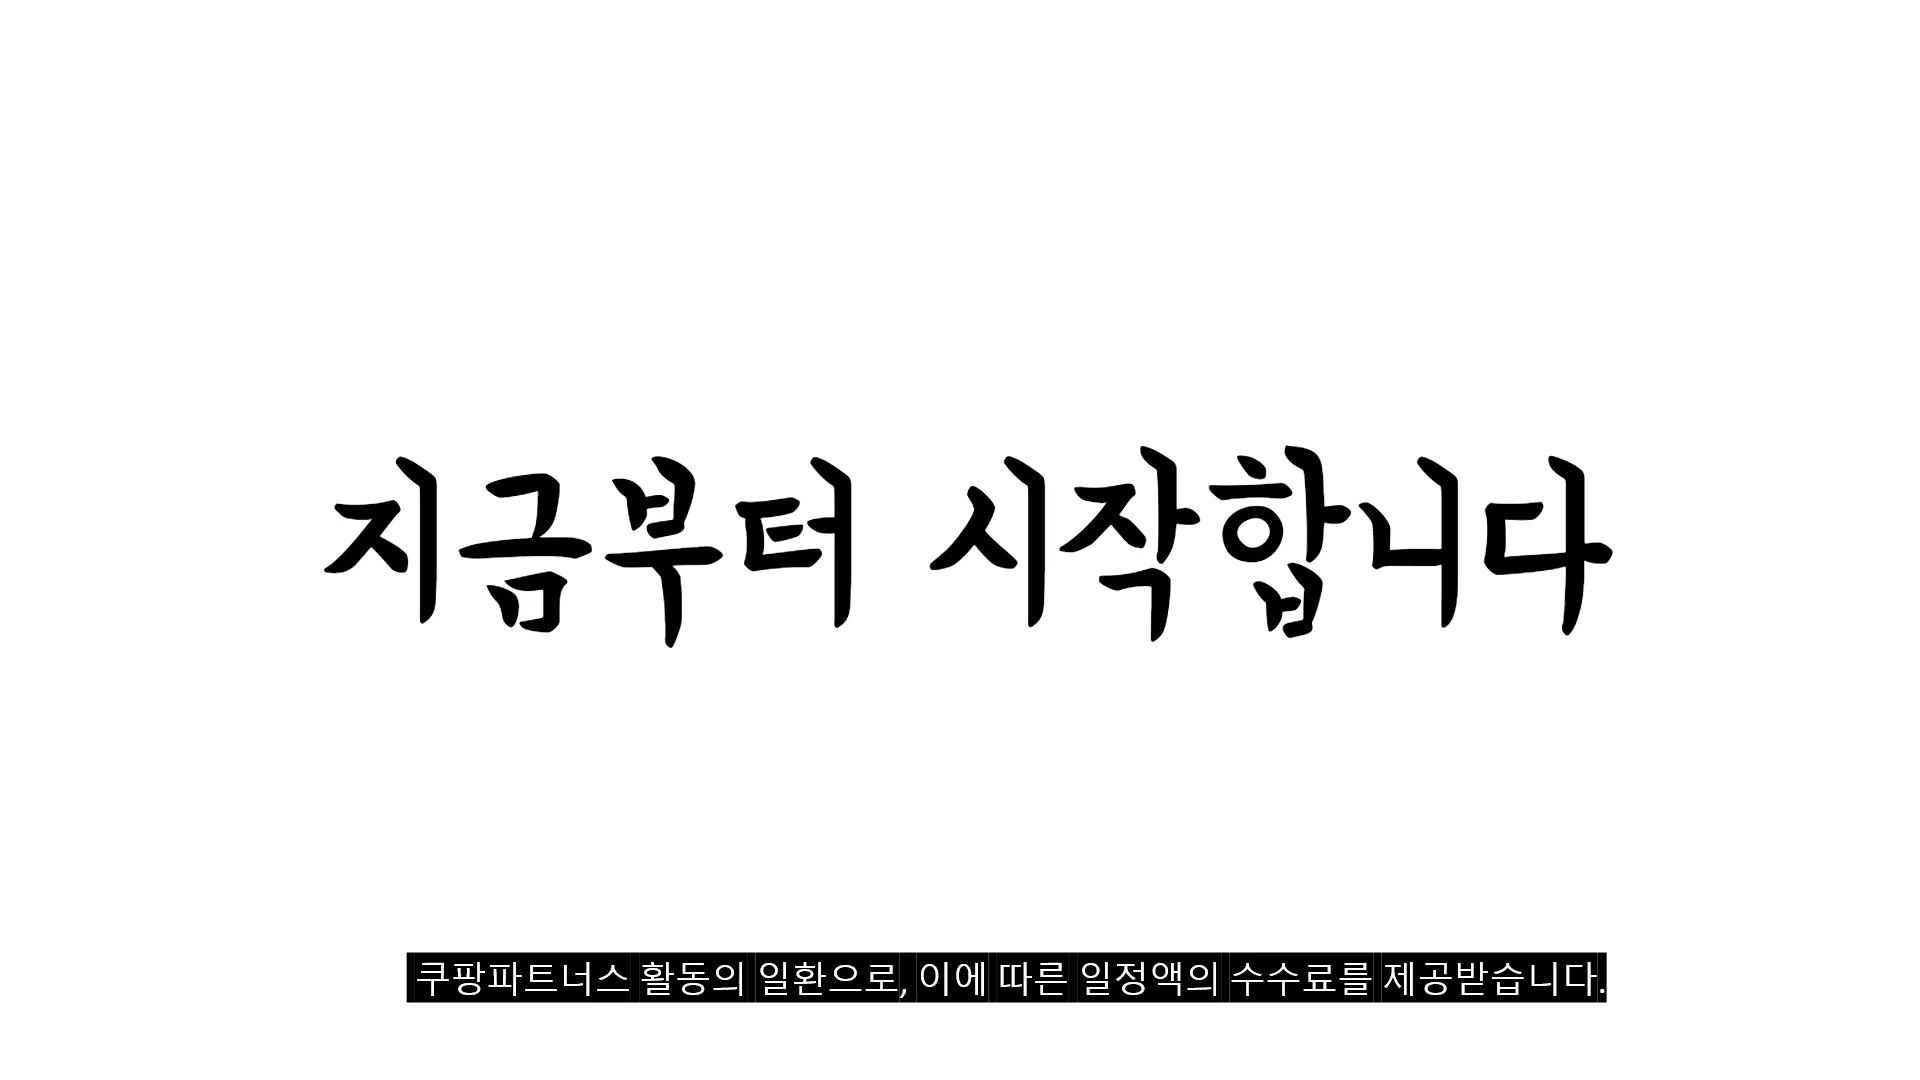 지금부터 시작합니다
쿠팡파트너스 활동의 일환으로, 이에 따른 일정액의 수수료를 제공받습니다.